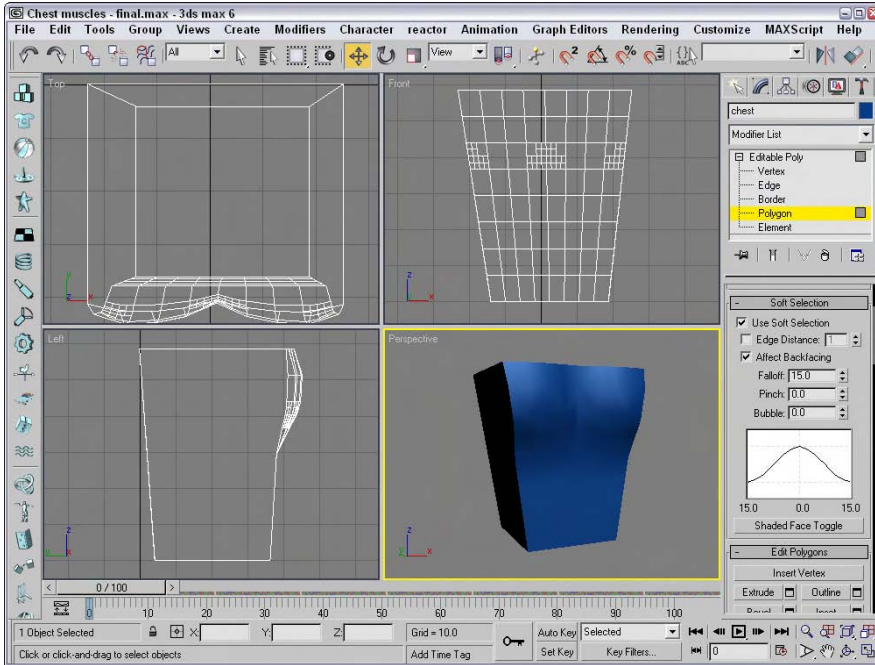 Chest muscles - final.max - 3ds max 6
File Edit Tools Group Views Create Modifiers Character reactor Animation Graph Editors Rendering Customize MAXScript Help
All
View
Top
Front
Left
Perspective
chest
Modifier List
Editable Poly
Vertex
Edge
Border
Polygon
Element
Soft Selection
Use Soft Selection
Edge Distance: 1
Affect Backfacing
Falloff: 15.0
Pinch: 0.0
Bubble: 0.0
15.0 0.0 15.0
Shaded Face Toggle
Edit Polygons
Insert Vertex
Extrude Outline
Bevel Inset
0 / 100
0 10 20 30 40 50 60 70 80 90 100
1 Object Selected X: Y: Z: Grid = 10.0 Auto Key Selected
Click or click-and-drag to select objects Add Time Tag Set Key Key Filters... 0